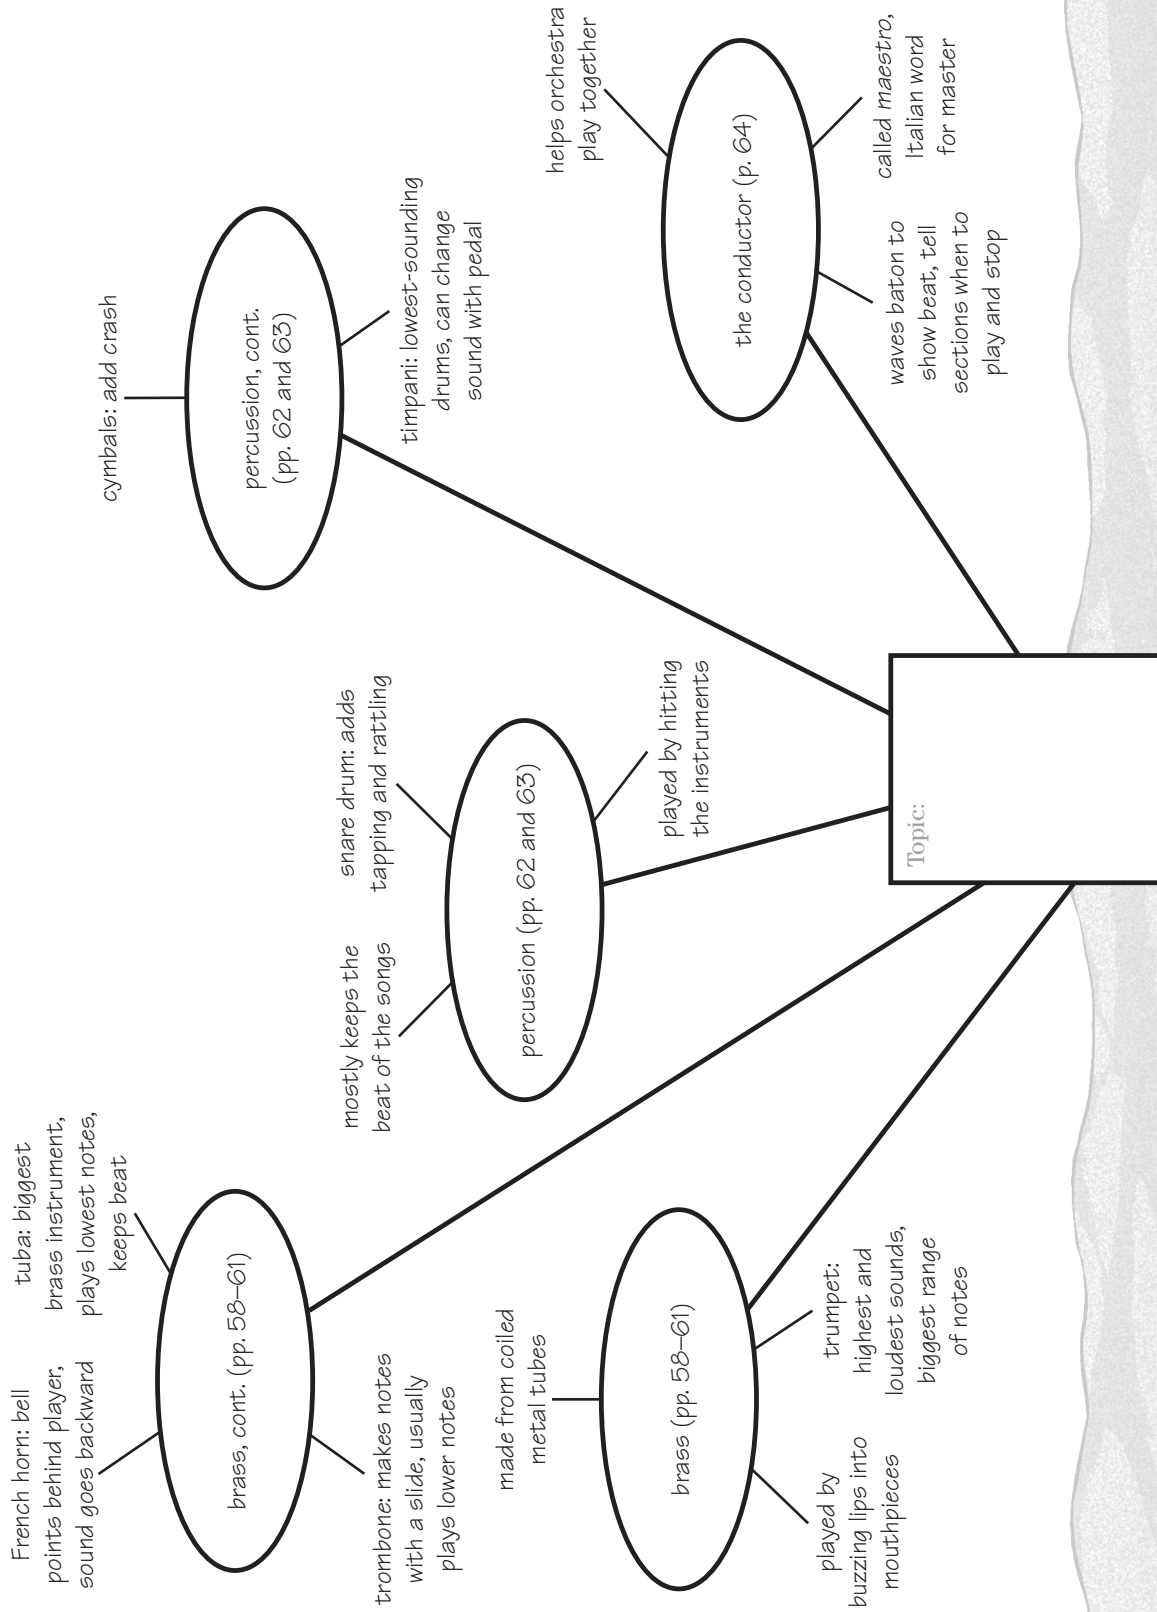 French horn: bell
points behind player,
sound goes backward
tuba: biggest
brass instrument,
plays lowest notes,
keeps beat
brass, cont. (pp. 58–61)
trombone: makes notes
with a slide, usually
plays lower notes
made from coiled
metal tubes
brass (pp. 58–61)
played by
buzzing lips into
mouthpieces
trumpet:
highest and
loudest sounds,
biggest range
of notes
mostly keeps the
beat of the songs
snare drum: adds
tapping and rattling
percussion (pp. 62 and 63)
played by hitting
the instruments
cymbals: add crash
percussion, cont.
(pp. 62 and 63)
timpani: lowest-sounding
drums, can change
sound with pedal
helps orchestra
play together
the conductor (p. 64)
waves baton to
show beat, tell
sections when to
play and stop
called maestro,
Italian word
for master
Topic: